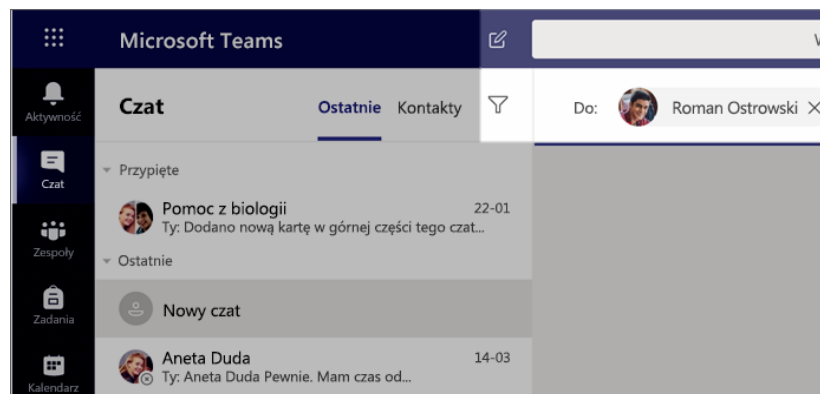 Microsoft Teams
Aktywność
Czat
Zespoły
Zadania
Kalendarz
Czat
Ostatnie Kontakty
Do: Roman Ostrowski
Przypięte
Pomoc z biologii 22-01
Ty: Dodano nową kartę w górnej części tego czat...
Ostatnie
Nowy czat
Aneta Duda 14-03
Ty: Aneta Duda Pewnie. Mam czas od...